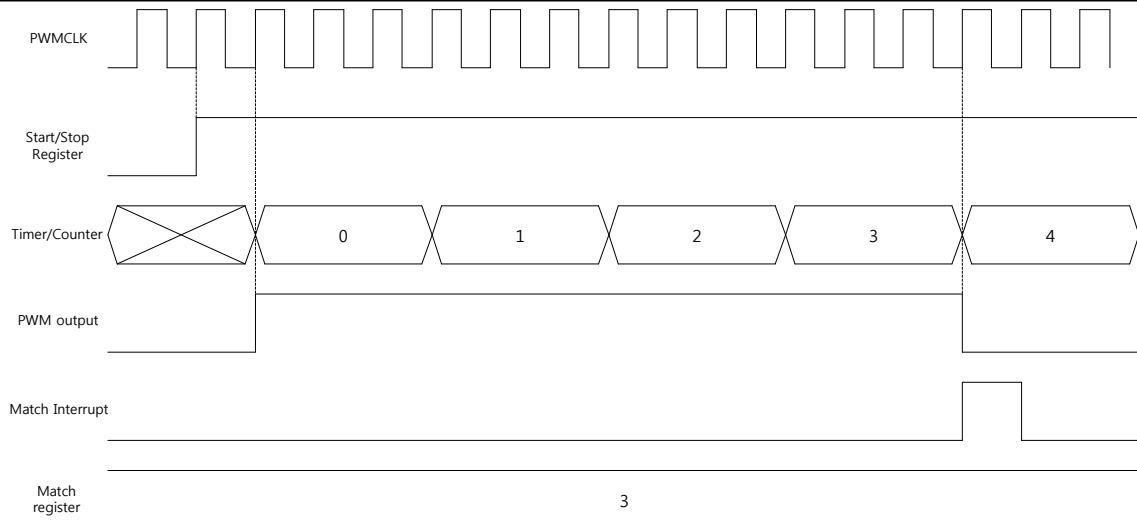 PWMCLK
Start/Stop
Register
Timer/Counter
0
1
2
3
4
PWM output
Match Interrupt
Match
register
3